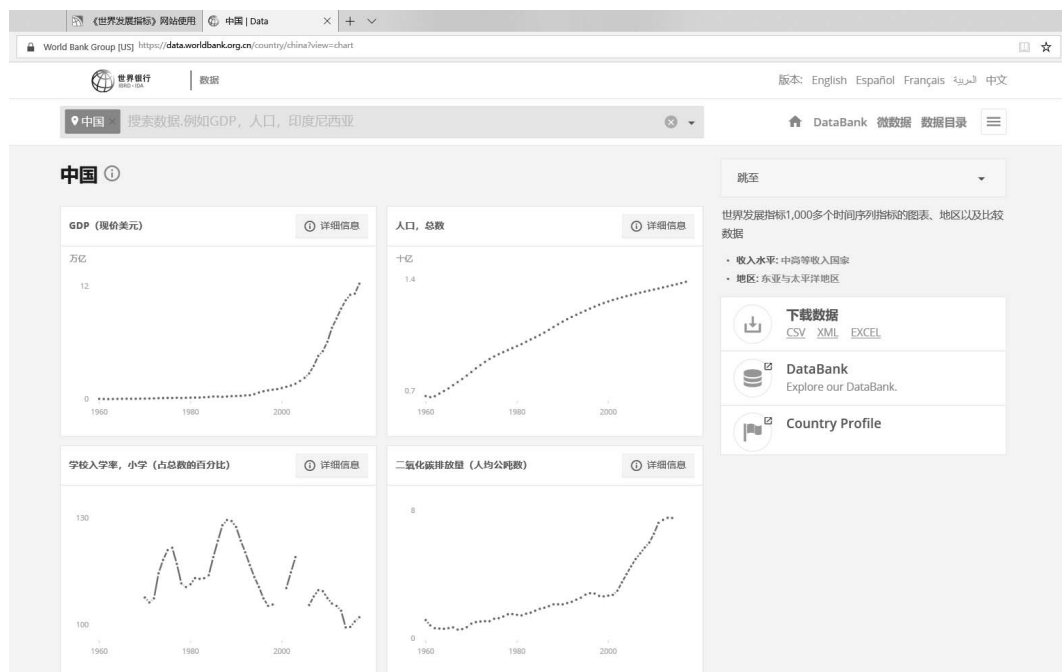 《世界发展指标》网站使用
中国 | Data
World Bank Group [US] https://data.worldbank.org.cn/country/china?view=chart
世界银行
IBRD • IDA
数据
版本: English Español Français العربية 中文
中国 × 搜索数据.例如GDP, 人口, 印度尼西亚
DataBank 微数据 数据目录
中国
跳至
世界发展指标1,000多个时间序列指标的图表、地区以及比较
数据
• 收入水平: 中高等收入国家
• 地区: 东亚与太平洋地区
下载数据
CSV XML EXCEL
DataBank
Explore our DataBank.
Country Profile
GDP（现价美元）
详细信息
万亿
12
0
1960 1980 2000
人口，总数
详细信息
十亿
1.4
0.7
1960 1980 2000
学校入学率，小学（占总数的百分比）
详细信息
130
100
1960 1980 2000
二氧化碳排放量（人均公吨数）
详细信息
8
0
1960 1980 2000